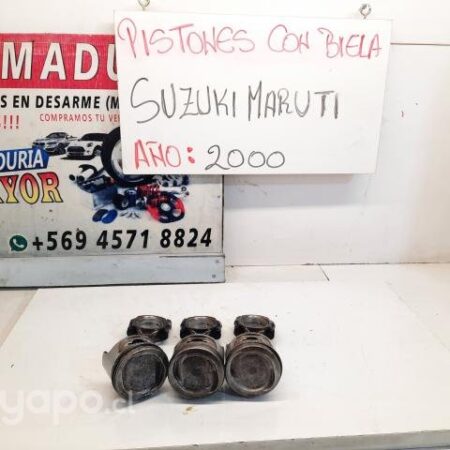 PISTONES CON BIELA
SUZUKI MARUTI
AÑO: 2000
MADU
S EN DESARME (M
!!! COMPRAMOS TU VE
DURIA
YOR
+569 4571 8824
yapo.cl